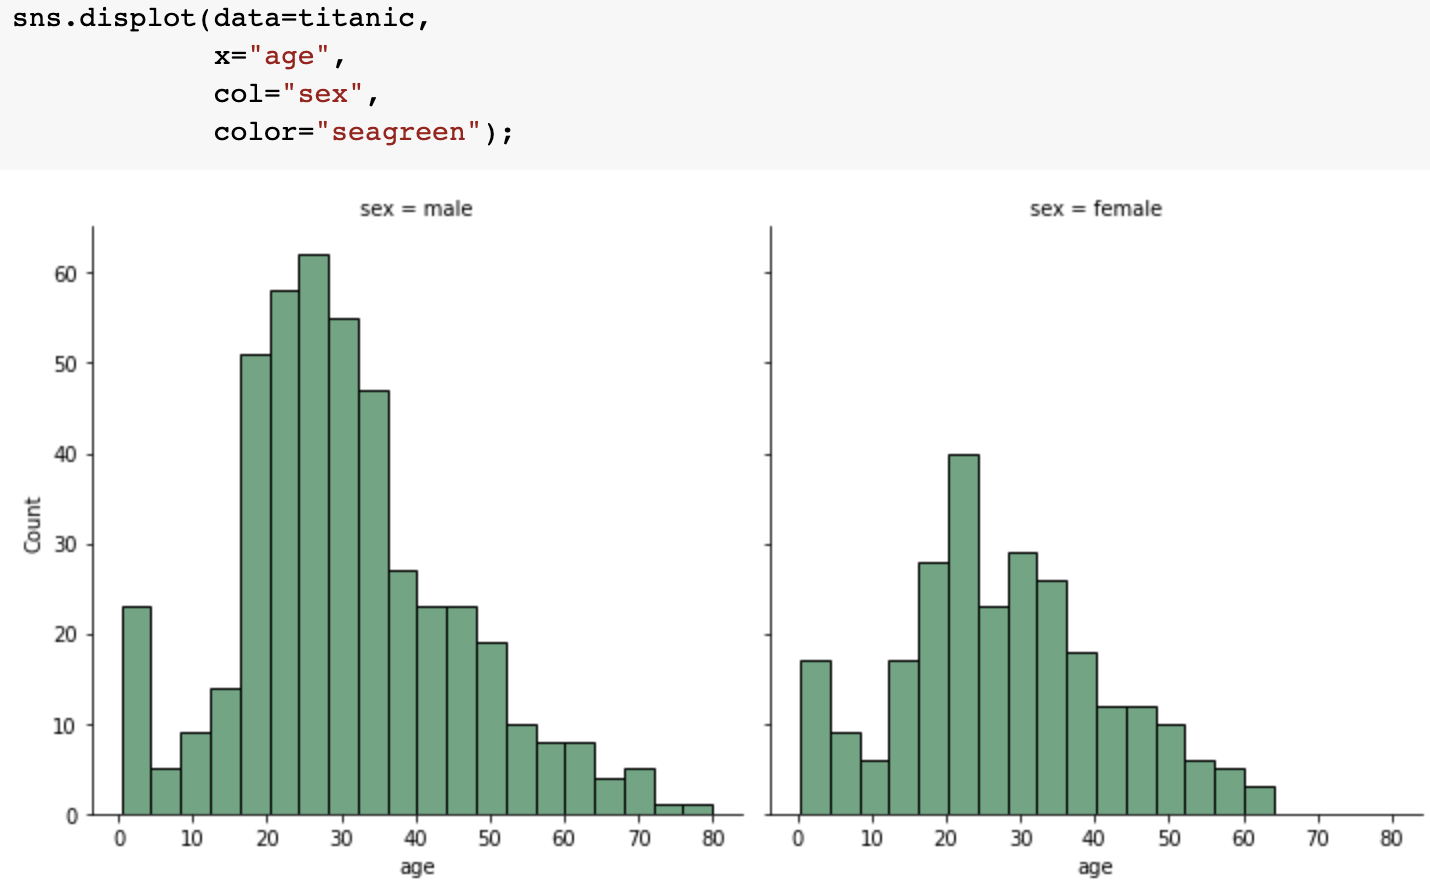 sns.displot(data=titanic,
x="age",
col="sex",
color="seagreen");
sex = male
sex = female
60
50
40
30
20
10
0
Count
0 10 20 30 40 50 60 70 80
0 10 20 30 40 50 60 70 80
age
age